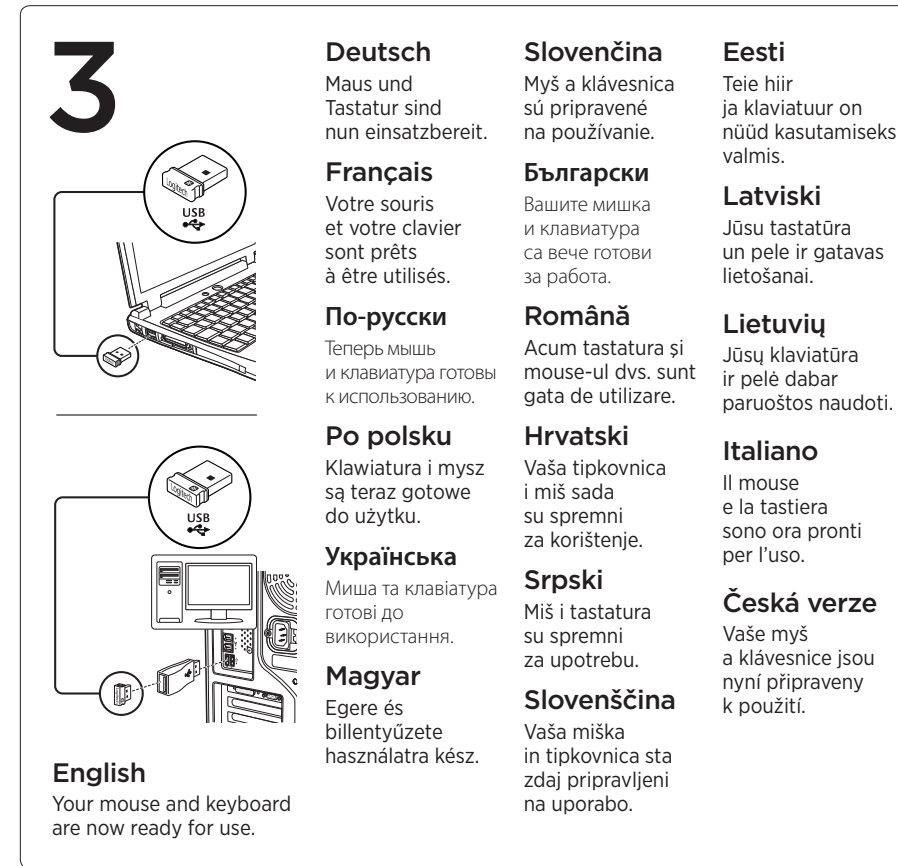 3
Logitech
USB
Logitech
USB
English
Your mouse and keyboard
are now ready for use.
Deutsch
Maus und
Tastatur sind
nun einsatzbereit.
Français
Votre souris
et votre clavier
sont prêts
à être utilisés.
По-русски
Теперь мышь
и клавиатура готовы
к использованию.
Po polsku
Klawiatura i mysz
są teraz gotowe
do użytku.
Українська
Миша та клавіатура
готові до
використання.
Magyar
Egere és
billentyűzete
használatra kész.
Slovenčina
Myš a klávesnica
sú pripravené
na používanie.
Български
Вашите мишка
и клавиатура
са вече готови
за работа.
Română
Acum tastatura și
mouse-ul dvs. sunt
gata de utilizare.
Hrvatski
Vaša tipkovnica
i miš sada
su spremni
za korištenje.
Srpski
Miš i tastatura
su spremni
za upotrebu.
Slovenščina
Vaša miška
in tipkovnica sta
zdaj pripravljeni
na uporabo.
Eesti
Teie hiir
ja klaviatuur on
nüüd kasutamiseks
valmis.
Latviski
Jūsu tastatūra
un pele ir gatavas
lietošanai.
Lietuvių
Jūsų klaviatūra
ir pelė dabar
paruoštos naudoti.
Italiano
Il mouse
e la tastiera
sono ora pronti
per l'uso.
Česká verze
Vaše myš
a klávesnice jsou
nyní připraveny
k použití.